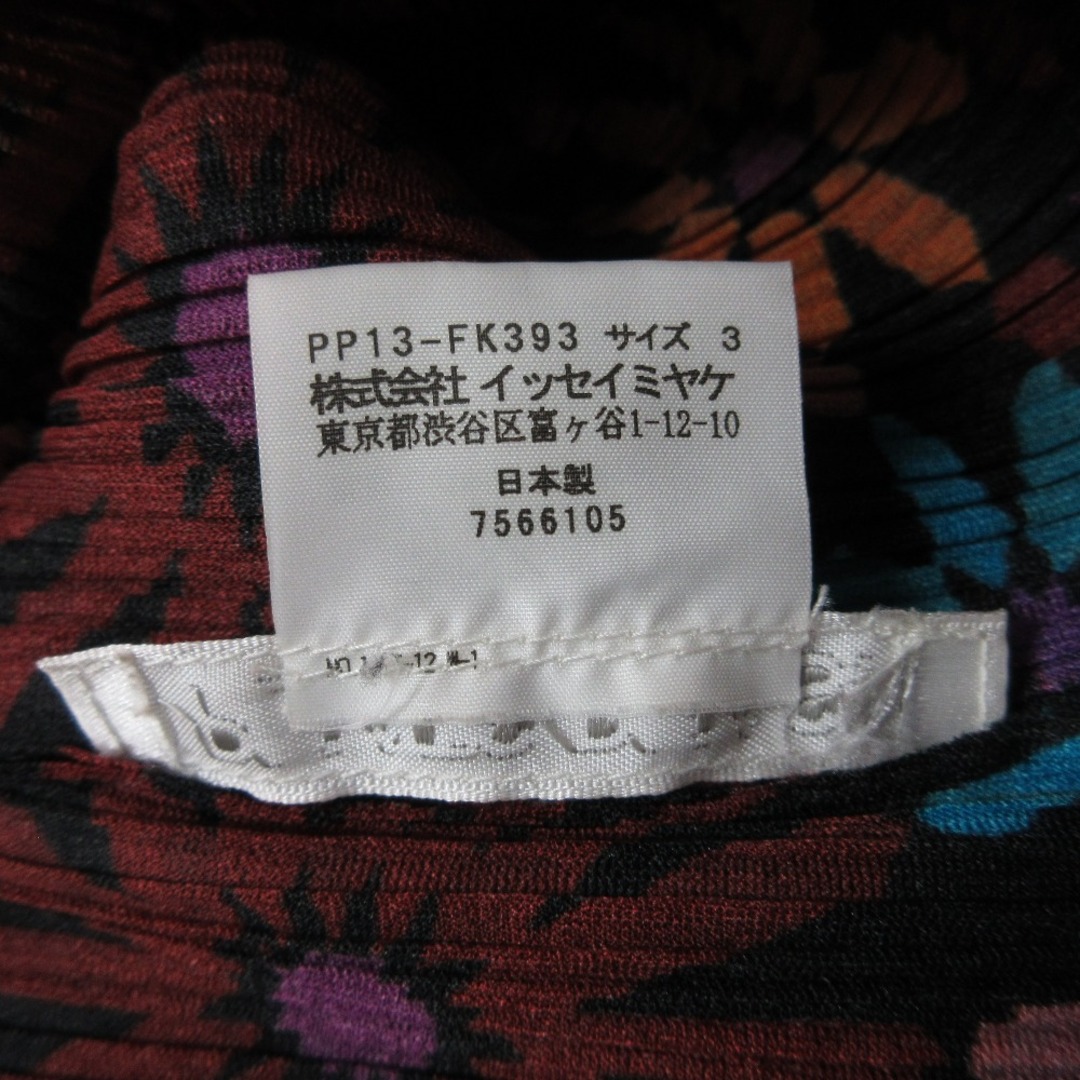 PP13-FK393 サイズ 3
株式会社 イッセイミヤケ
東京都渋谷区富ヶ谷1-12-10
日本製
7566105